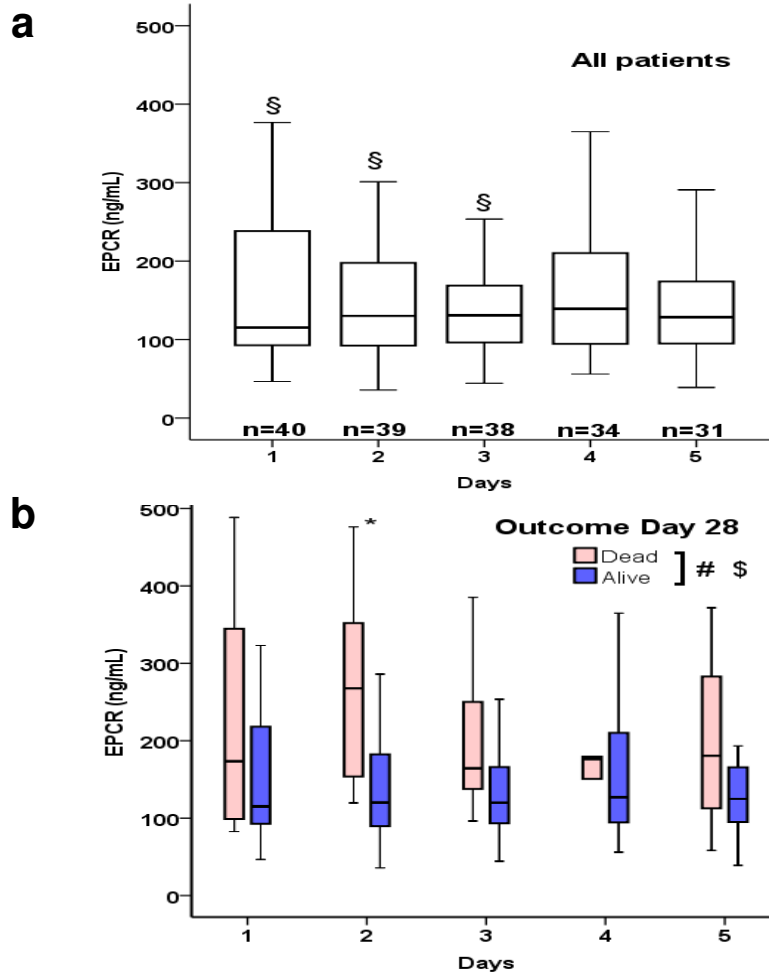 a
500
All patients
400
§
§
300
§
EPCR (ng/mL)
200
100
0
n=40 n=39 n=38 n=34 n=31
1 2 3 4 5
Days
b
500
*
Outcome Day 28
Dead
Alive
] # $
400
300
EPCR (ng/mL)
200
100
0
1 2 3 4 5
Days